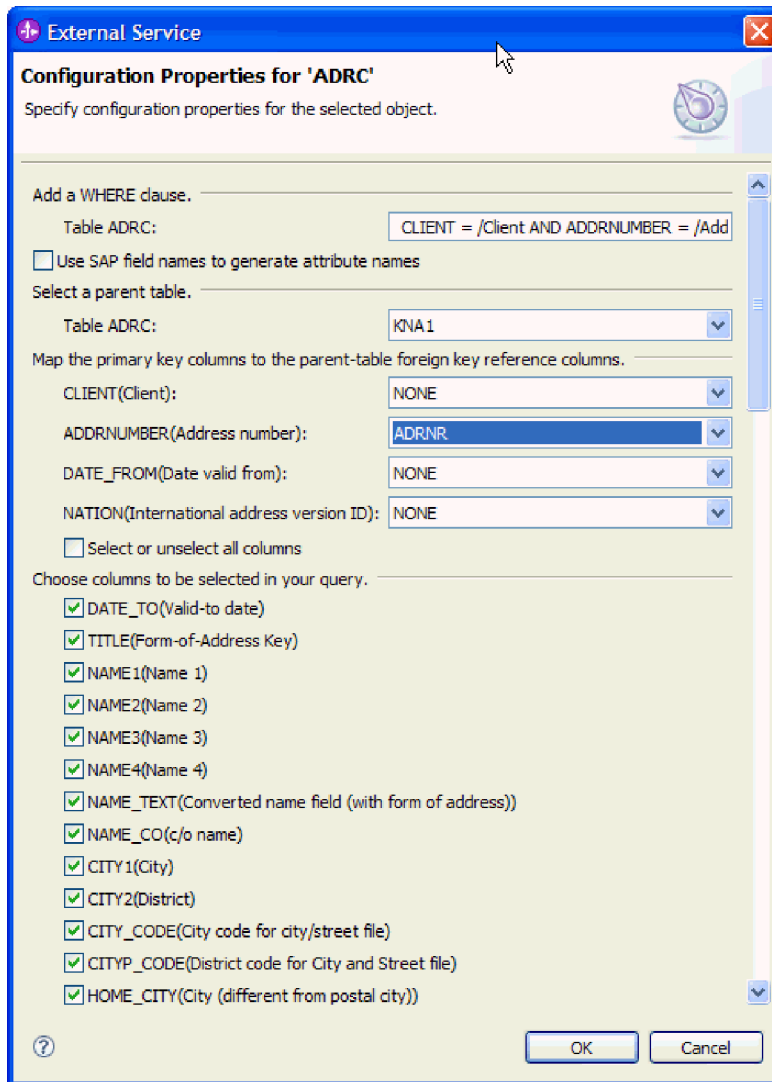 External Service
Configuration Properties for 'ADRC'
Specify configuration properties for the selected object.
Add a WHERE clause.
Table ADRC: CLIENT = /Client AND ADDRNUMBER = /Add
Use SAP field names to generate attribute names
Select a parent table.
Table ADRC: KNA1
Map the primary key columns to the parent-table foreign key reference columns.
CLIENT(Client): NONE
ADDRNUMBER(Address number): ADRNR
DATE_FROM(Date valid from): NONE
NATION(International address version ID): NONE
Select or unselect all columns
Choose columns to be selected in your query.
DATE_TO(Valid-to date)
TITLE(Form-of-Address Key)
NAME1(Name 1)
NAME2(Name 2)
NAME3(Name 3)
NAME4(Name 4)
NAME_TEXT(Converted name field (with form of address))
NAME_CO(c/o name)
CITY1(City)
CITY2(District)
CITY_CODE(City code for city/street file)
CITYP_CODE(District code for City and Street file)
HOME_CITY(City (different from postal city))
?
OK Cancel